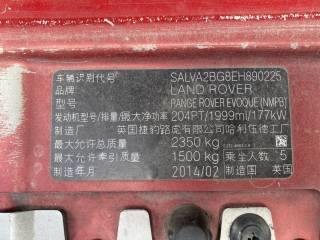 车辆识别代号 SALVA2BG8EH890225
品牌 LAND ROVER
型号 RANGE ROVER EVOQUE (NMPB)
发动机型号/排量/最大净功率 204PT/1999ml/177kW
制造厂 英国捷豹路虎有限公司哈利伍德工厂
最大允许总质量 2350 kg
最大允许牵引质量 1500 kg 乘坐人数 5
制造年月 2014/02 制造国 英国